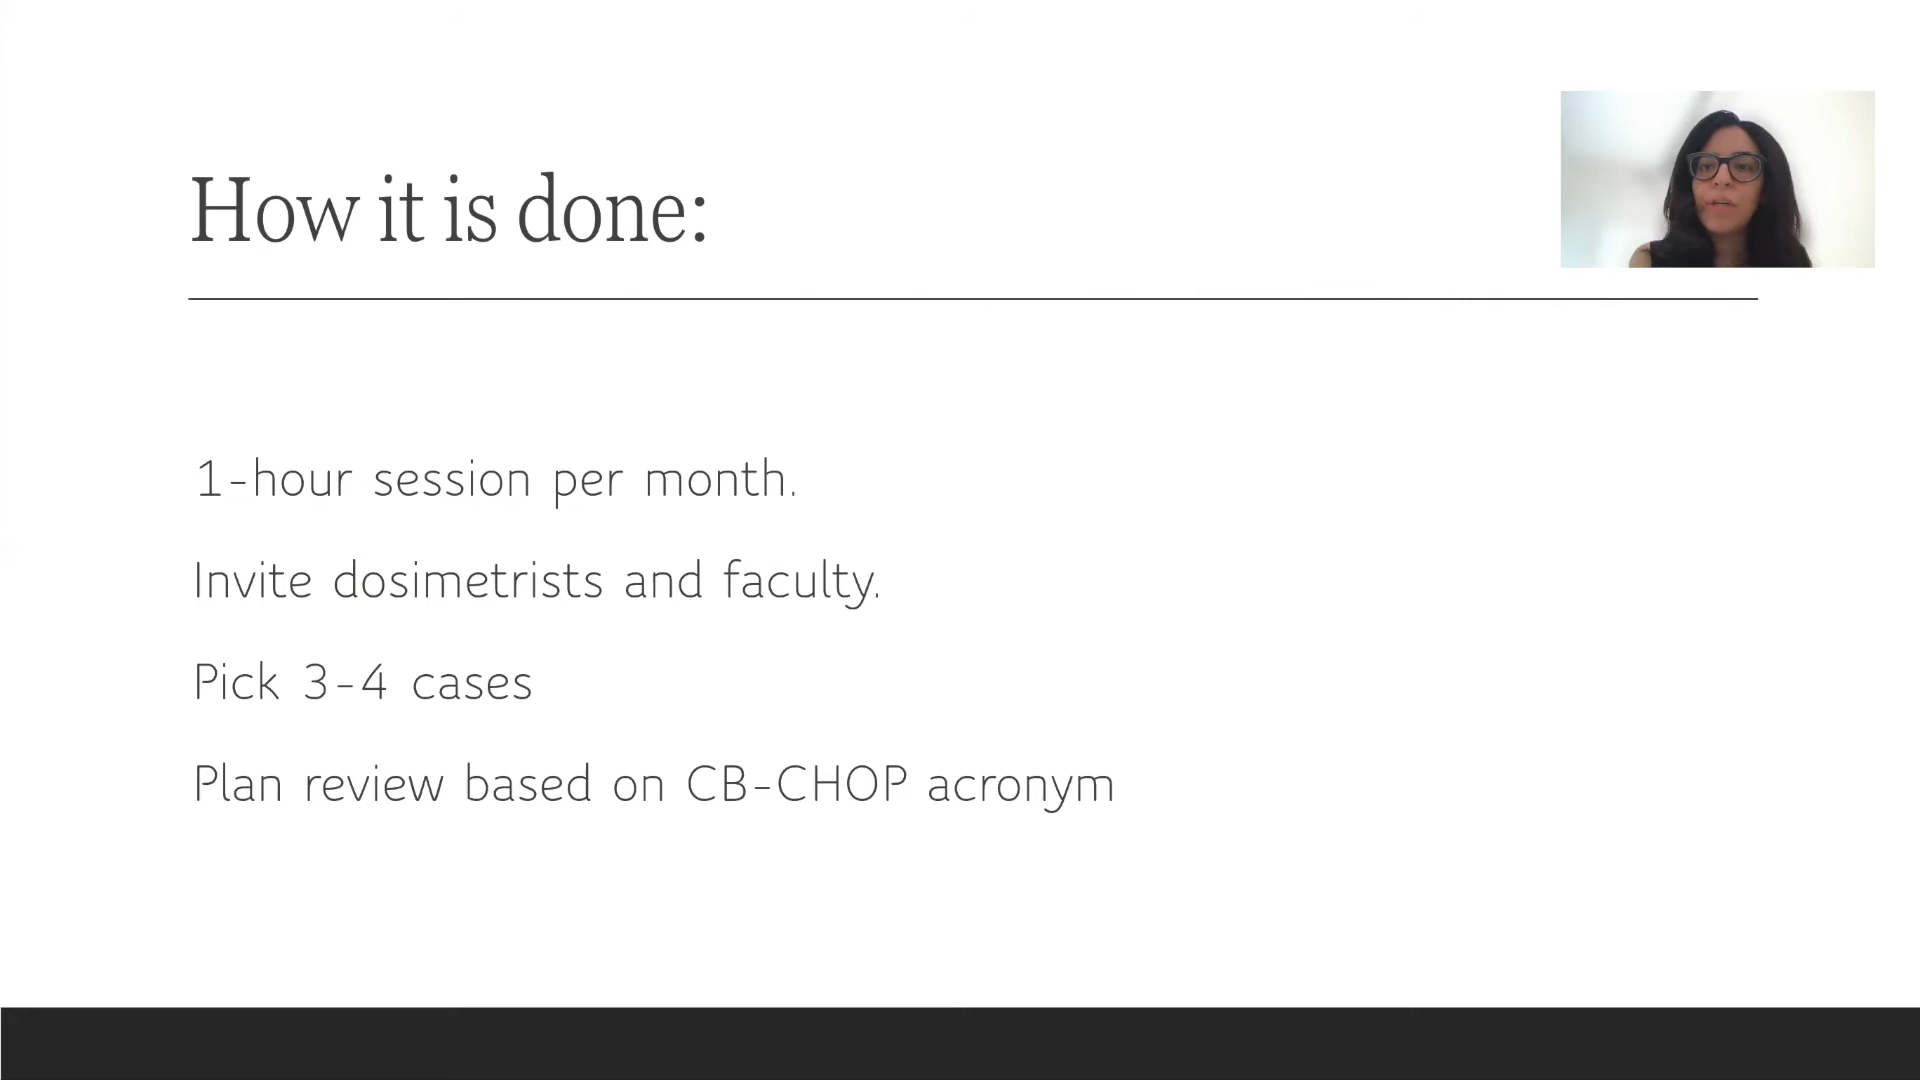 How it is done:
1-hour session per month.
Invite dosimetrists and faculty.
Pick 3-4 cases
Plan review based on CB-CHOP acronym